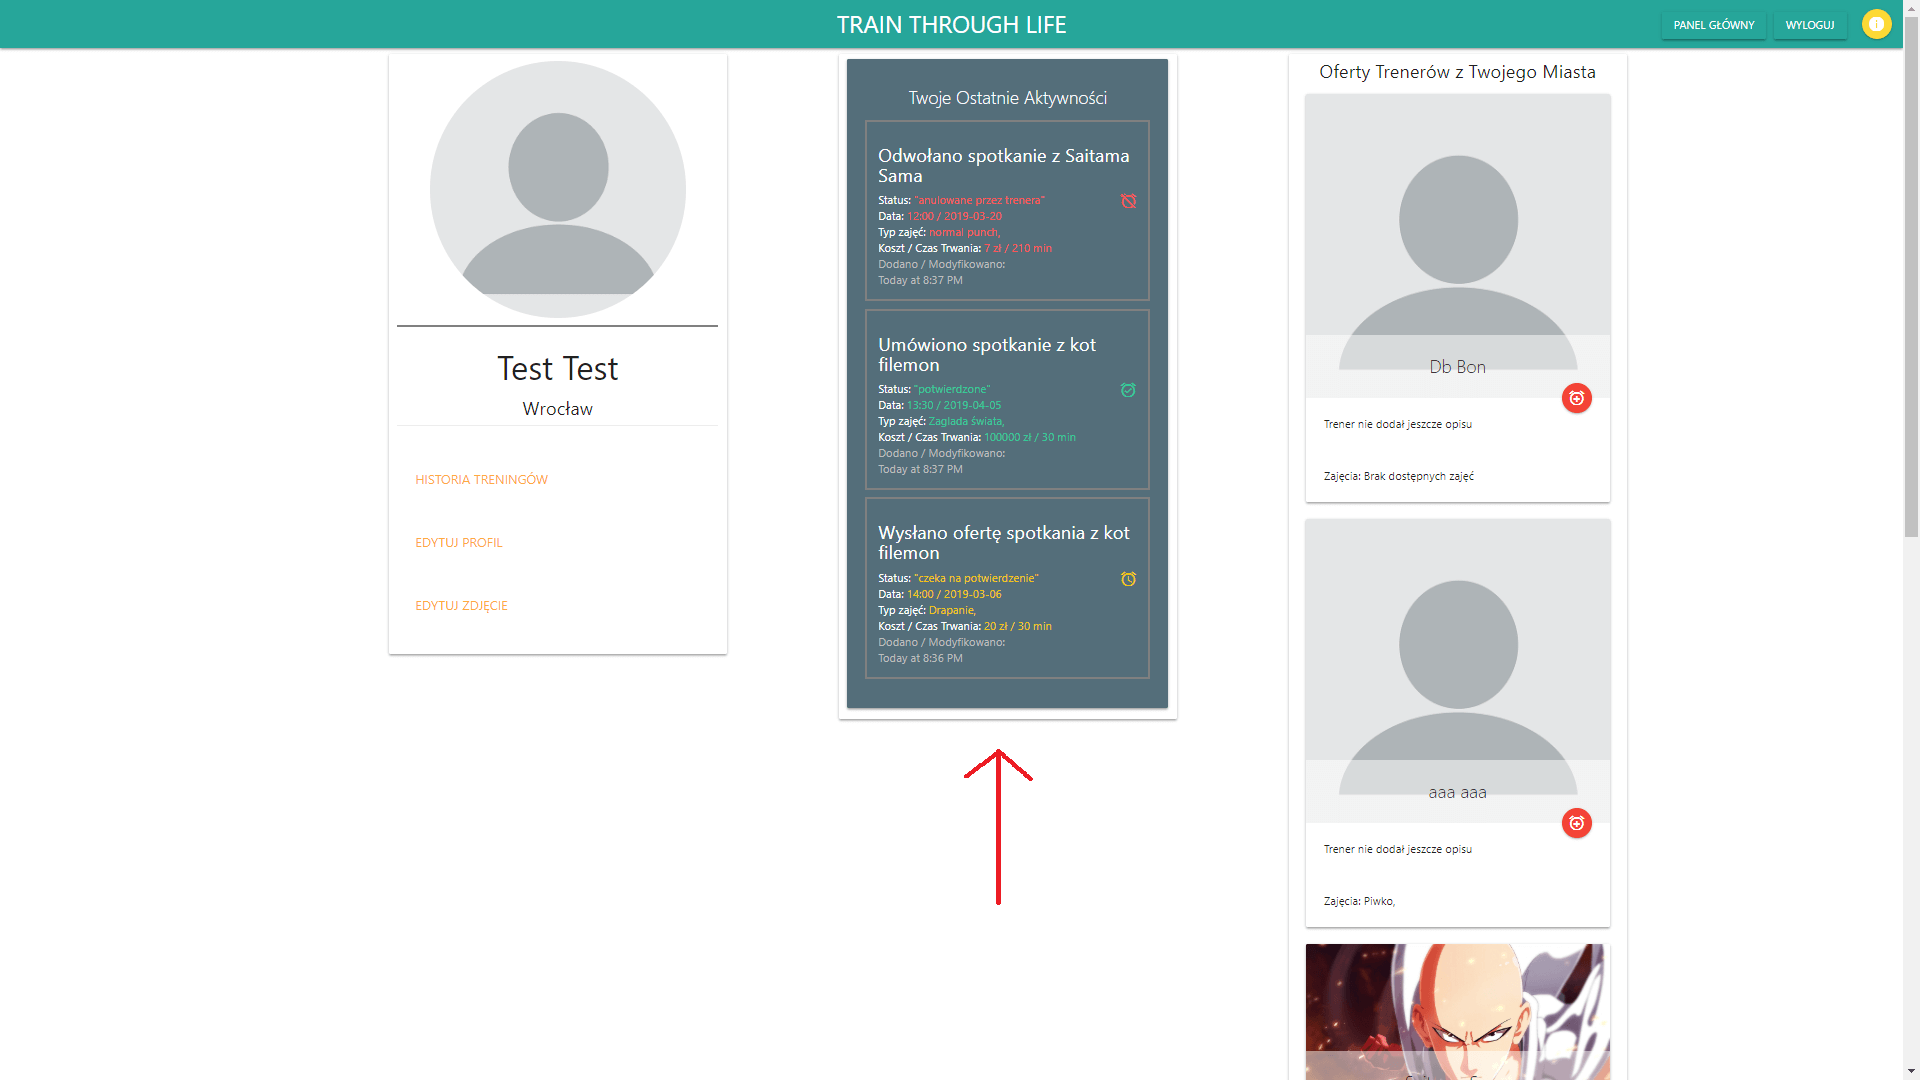 TRAIN THROUGH LIFE
PANEL GŁÓWNY
WYLOGUJ
Test Test
Wrocław
HISTORIA TRENINGÓW
EDYTUJ PROFIL
EDYTUJ ZDJĘCIE
Twoje Ostatnie Aktywności
Odwołano spotkanie z Saitama
Sama
Status: "anulowane przez trenera"
Data: 12:00 / 2019-03-20
Typ zajęć: normal punch,
Koszt / Czas Trwania: 7 zł / 210 min
Dodano / Modyfikowano:
Today at 8:37 PM
Umówiono spotkanie z kot
filemon
Status: "potwierdzone"
Data: 13:30 / 2019-04-05
Typ zajęć: Zaglada świata,
Koszt / Czas Trwania: 100000 zł / 30 min
Dodano / Modyfikowano:
Today at 8:37 PM
Wysłano ofertę spotkania z kot
filemon
Status: "czeka na potwierdzenie"
Data: 14:00 / 2019-03-06
Typ zajęć: Drapanie,
Koszt / Czas Trwania: 20 zł / 30 min
Dodano / Modyfikowano:
Today at 8:36 PM
Oferty Trenerów z Twojego Miasta
Db Bon
Trener nie dodał jeszcze opisu
Zajęcia: Brak dostępnych zajęć
aaa aaa
Trener nie dodał jeszcze opisu
Zajęcia: Piwko,